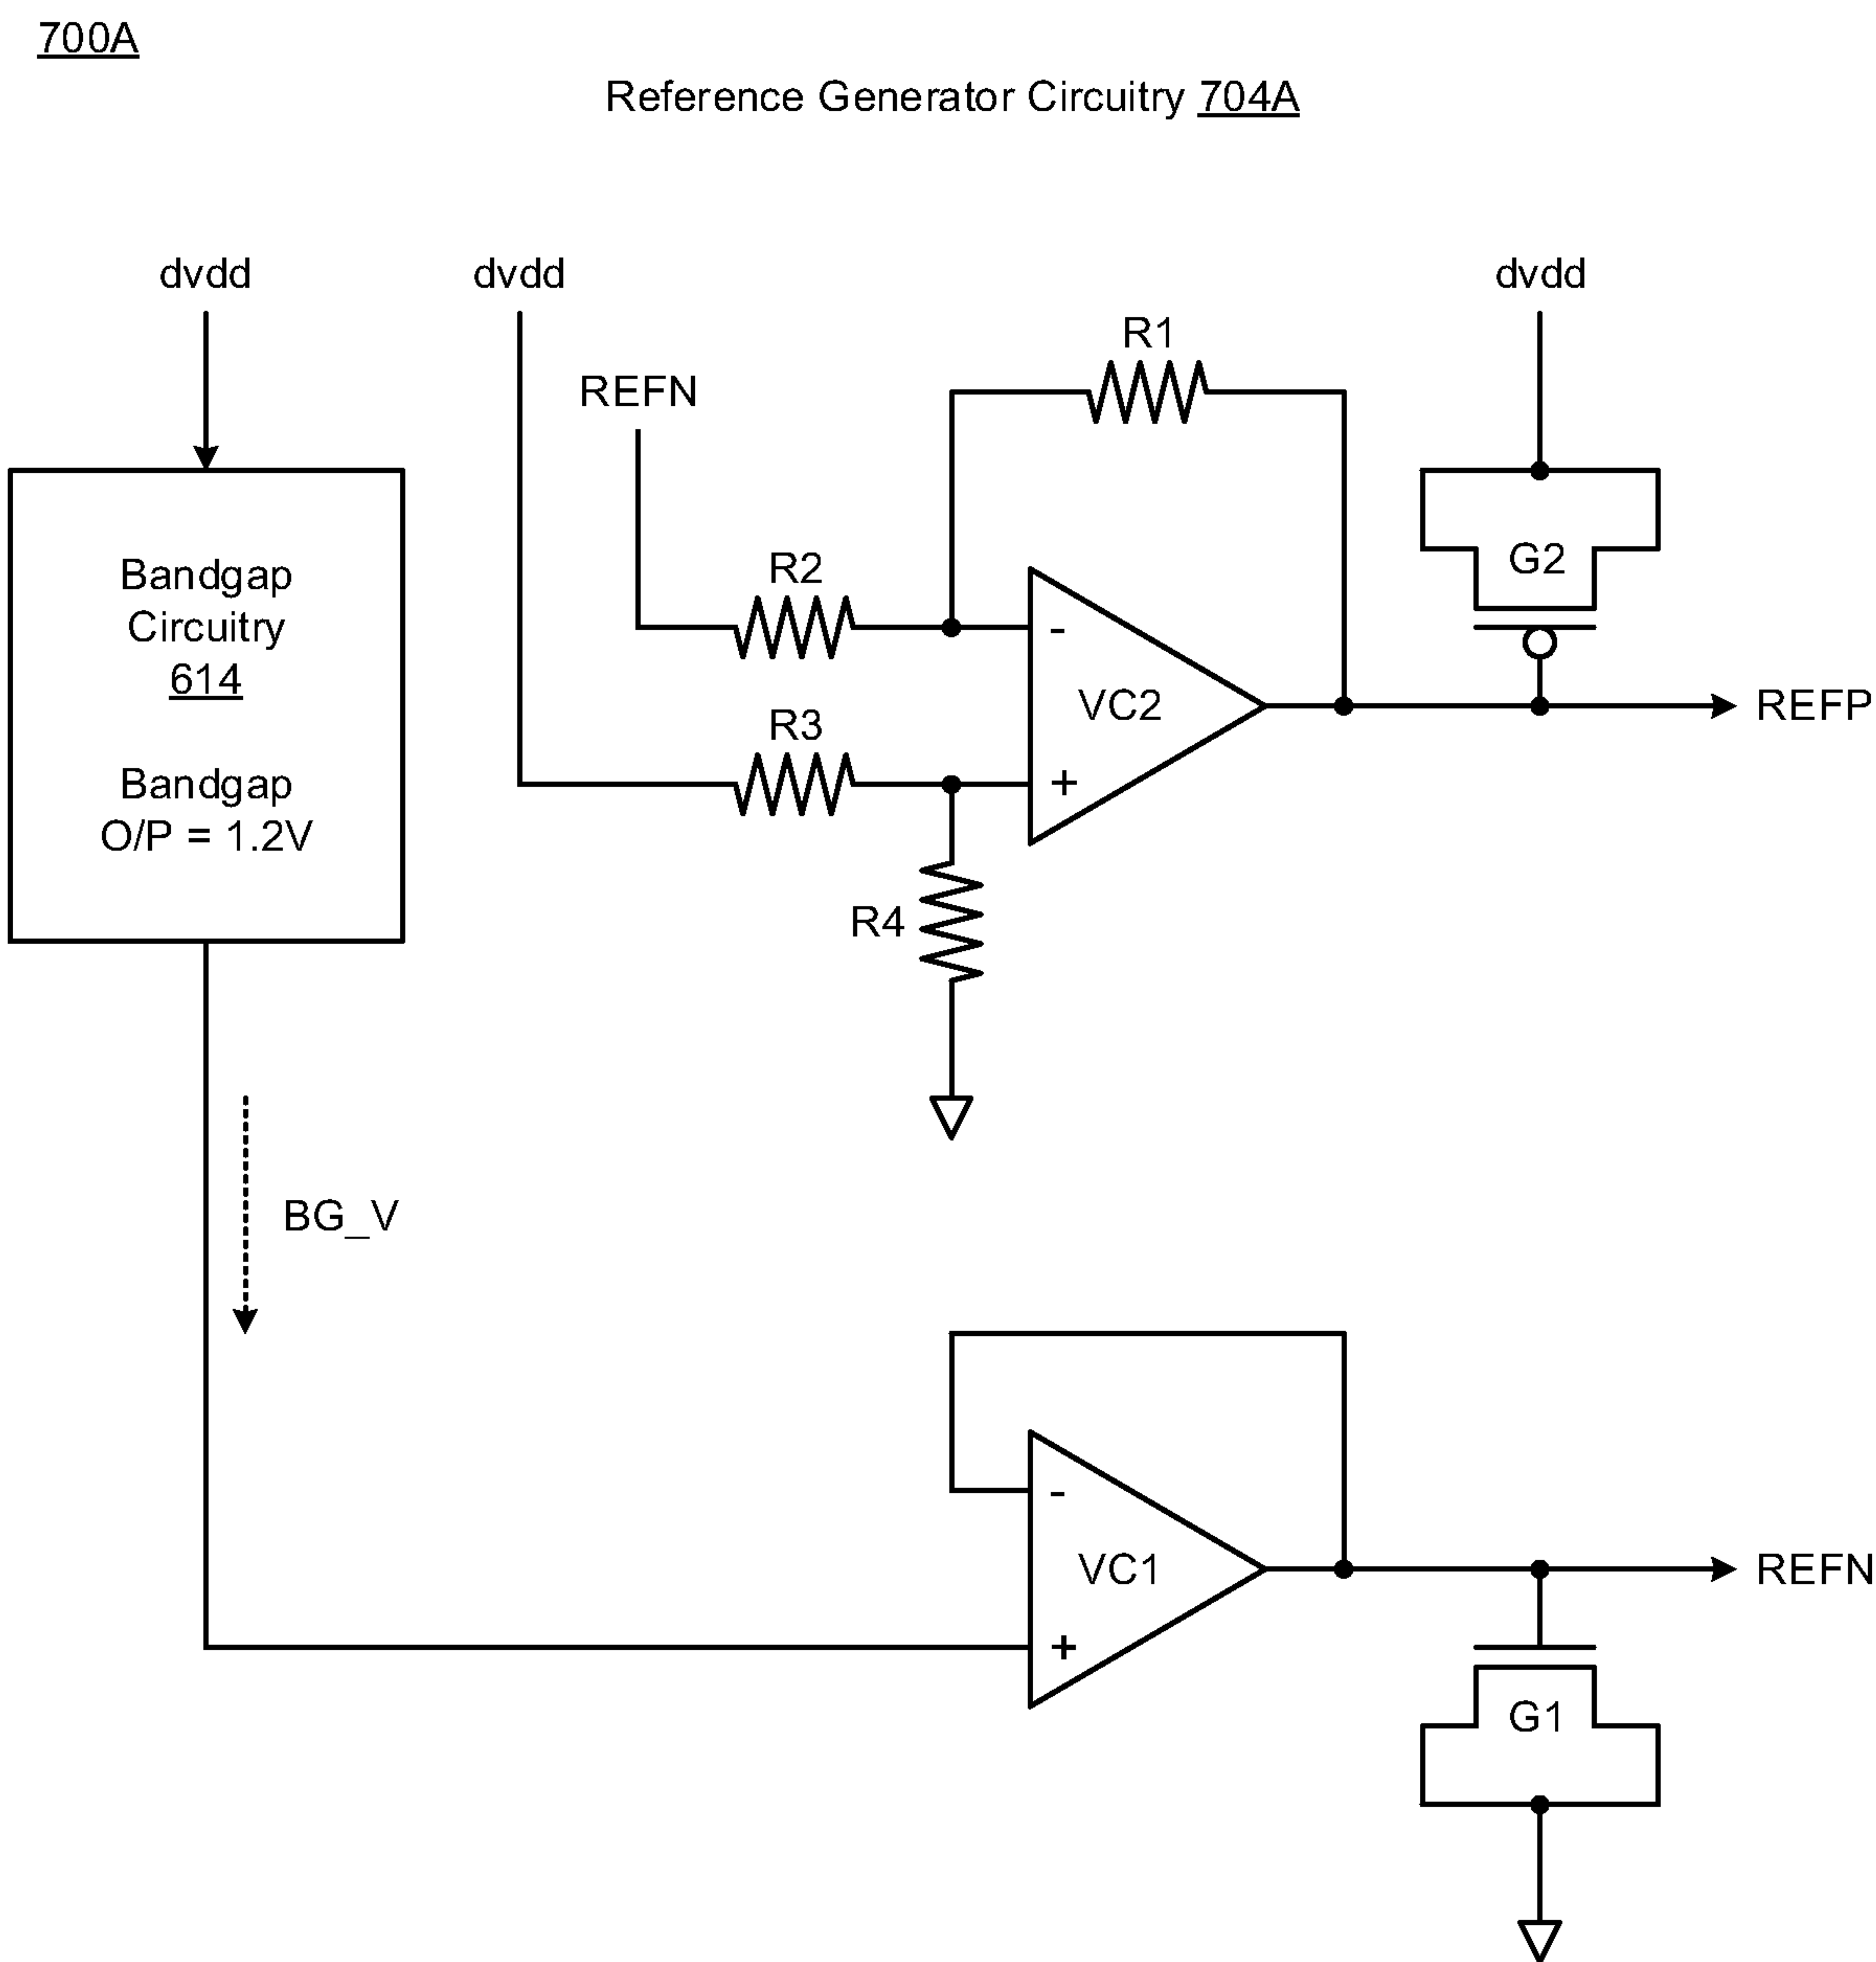 700A
Reference Generator Circuitry 704A
dvdd
dvdd
dvdd
R1
REFN
Bandgap
Circuitry
614
Bandgap
O/P = 1.2V
R2
G2
-
VC2
REFP
R3
+
R4
BG_V
-
VC1
REFN
+
G1